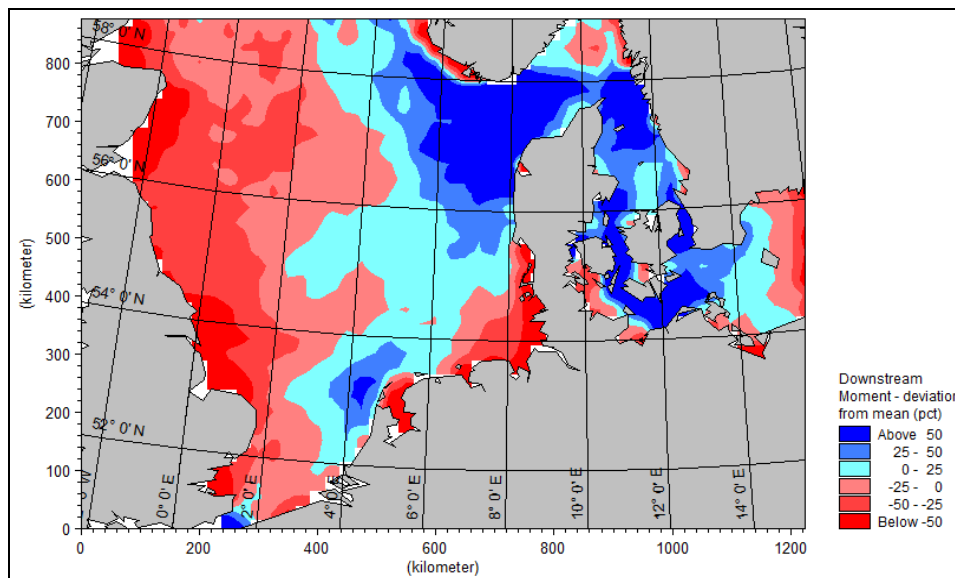 58° 0' N
56° 0' N
54° 0' N
52° 0' N
0° 0' E
2° 0' E
6° 0' E
8° 0' E
10° 0' E
12° 0' E
14° 0' E
800
700
600
500
400
300
200
100
0
(kilometer)
0
200
400
600
800
1000
1200
(kilometer)
Downstream
Moment - deviation
from mean (pct)
Above 50
25 - 50
0 - 25
-25 - 0
-50 - -25
Below -50